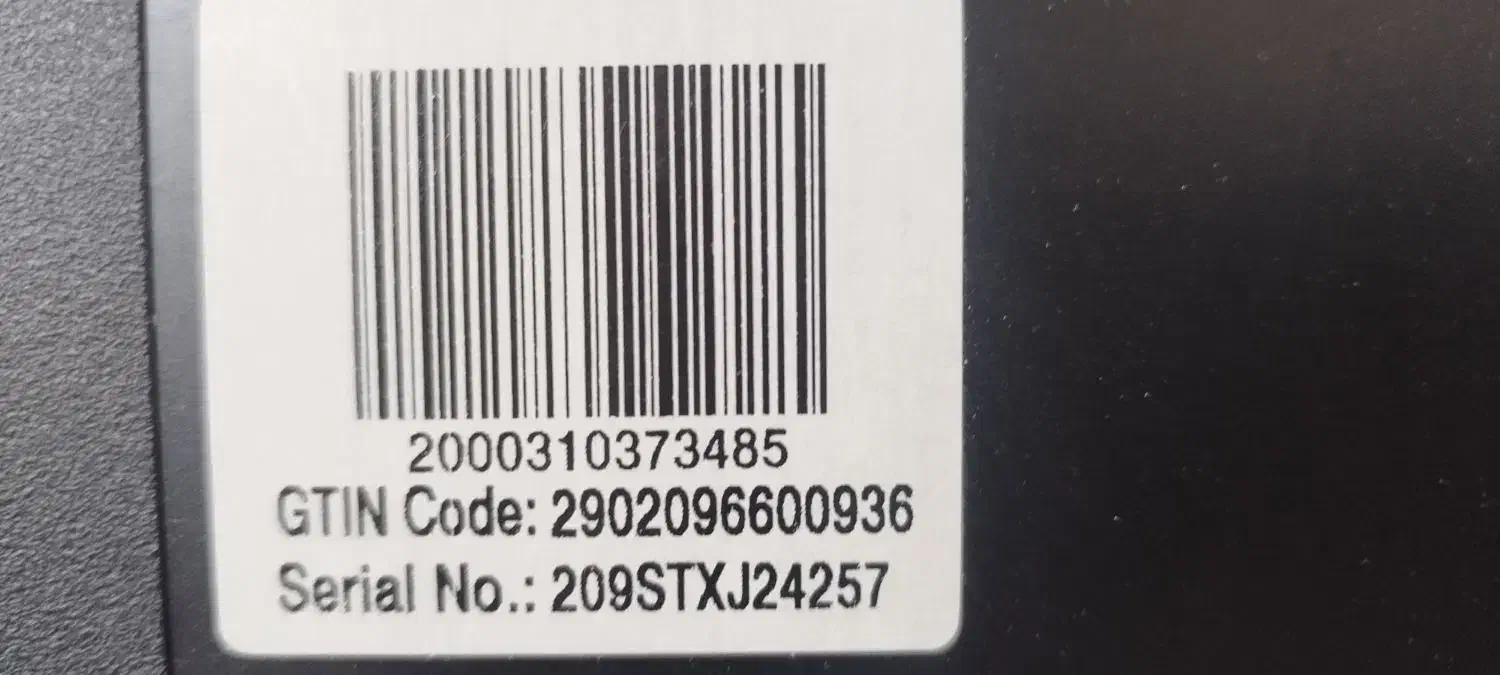 2000310373485
GTIN Code: 2902096600936
Serial No.: 209STXJ24257